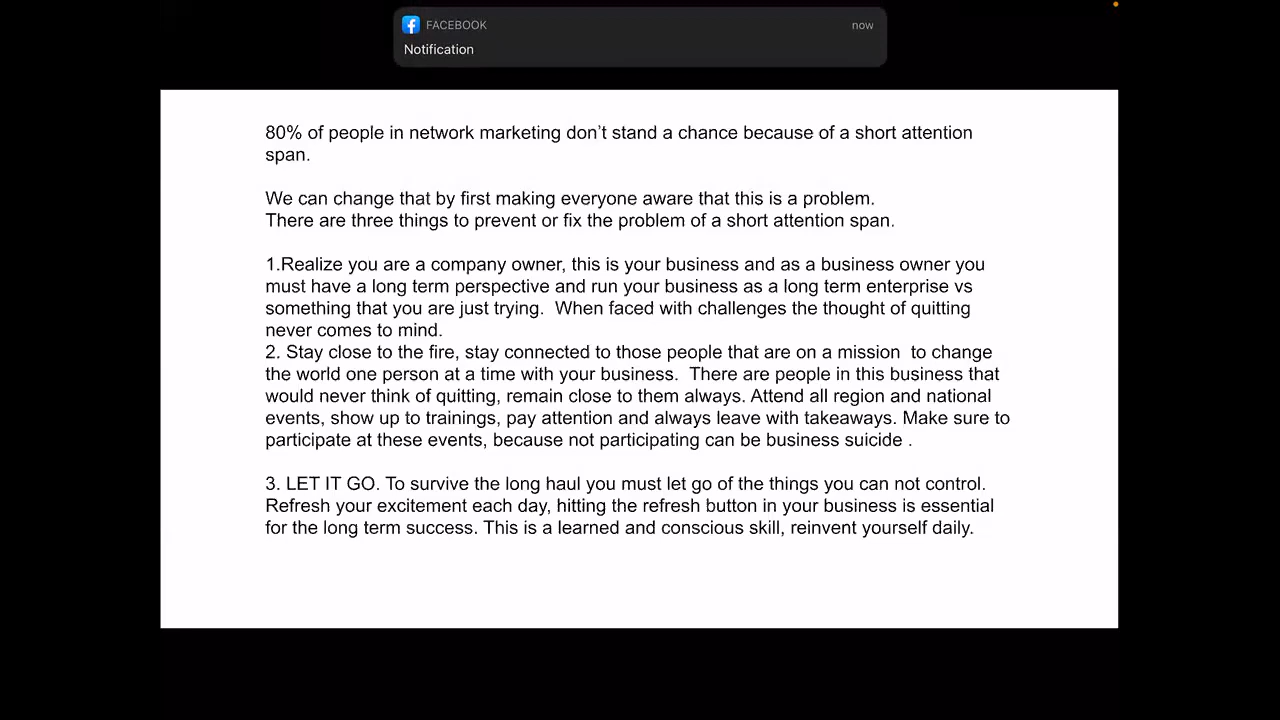 FACEBOOK
now
Notification
80% of people in network marketing don't stand a chance because of a short attention
span.
We can change that by first making everyone aware that this is a problem.
There are three things to prevent or fix the problem of a short attention span.
1.Realize you are a company owner, this is your business and as a business owner you
must have a long term perspective and run your business as a long term enterprise vs
something that you are just trying.  When faced with challenges the thought of quitting
never comes to mind.
2. Stay close to the fire, stay connected to those people that are on a mission  to change
the world one person at a time with your business.  There are people in this business that
would never think of quitting, remain close to them always. Attend all region and national
events, show up to trainings, pay attention and always leave with takeaways. Make sure to
participate at these events, because not participating can be business suicide .
3. LET IT GO. To survive the long haul you must let go of the things you can not control.
Refresh your excitement each day, hitting the refresh button in your business is essential
for the long term success. This is a learned and conscious skill, reinvent yourself daily.